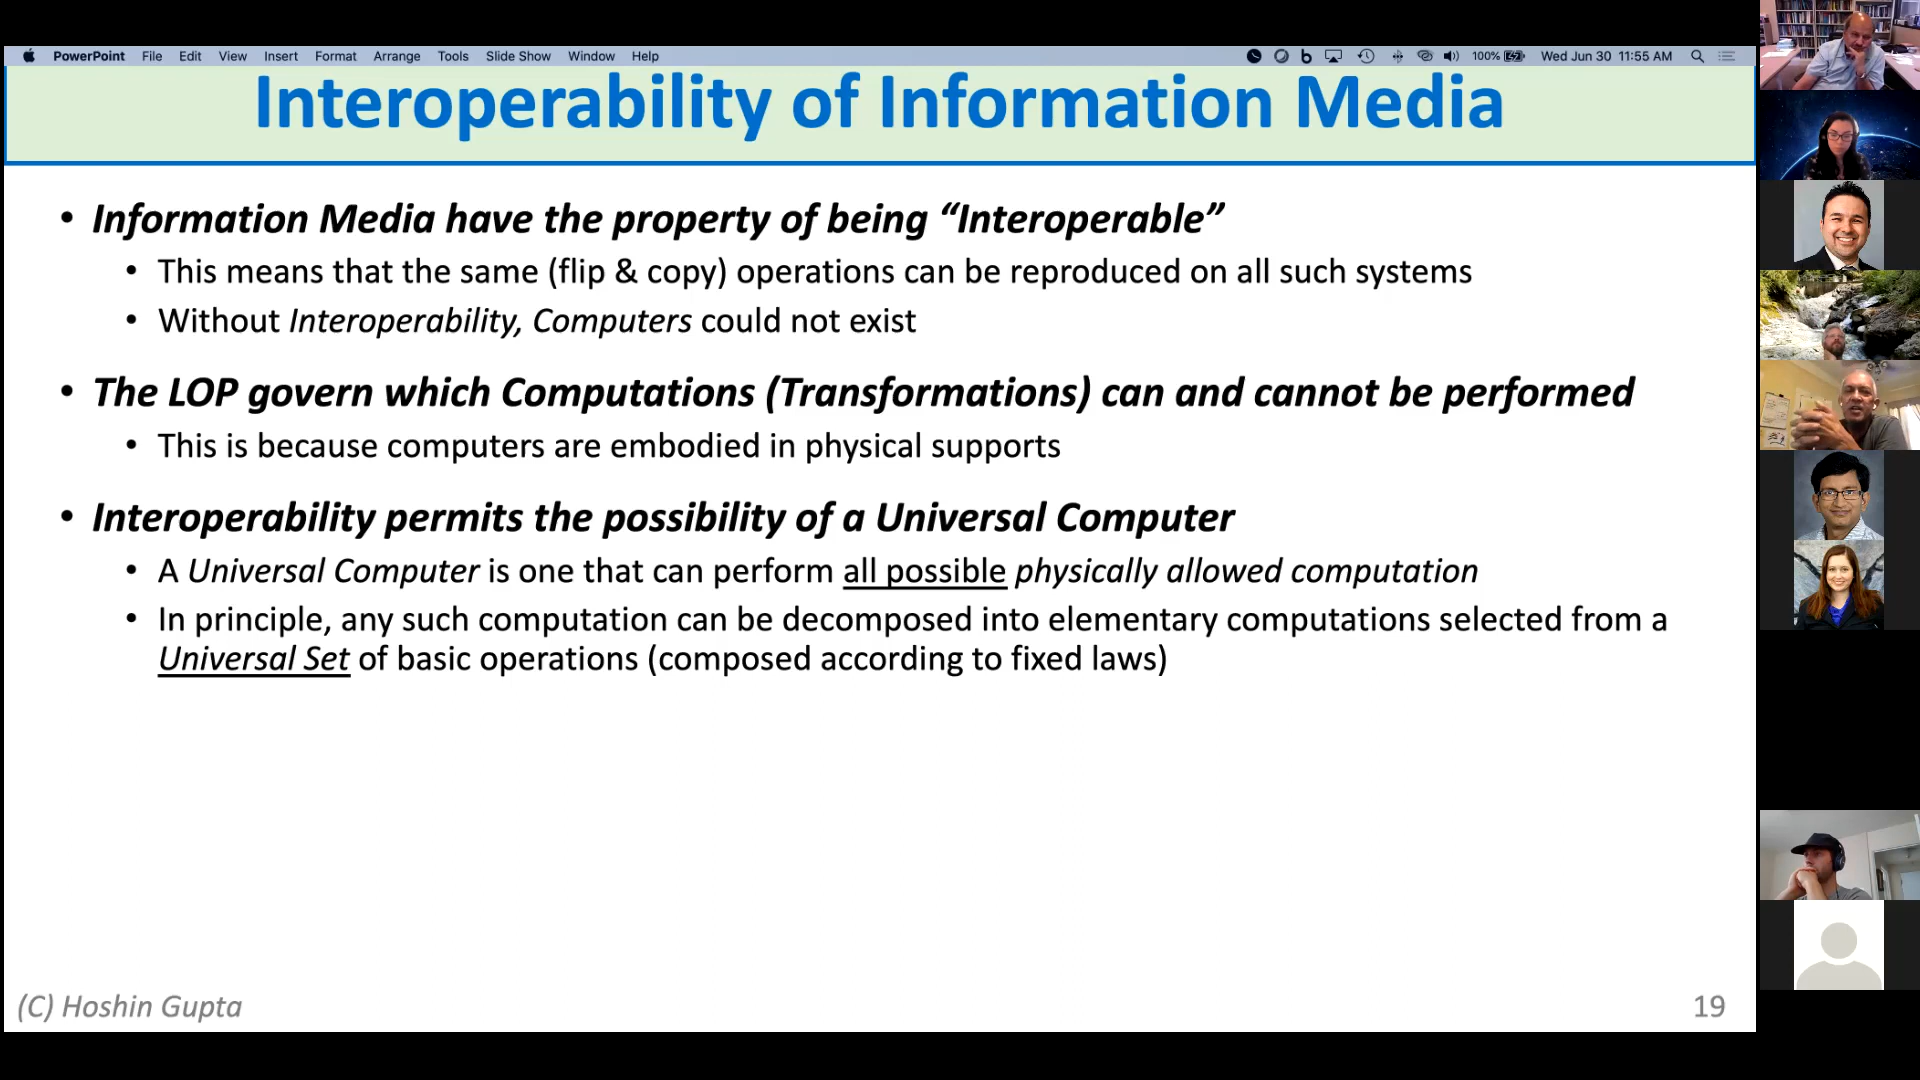 PowerPoint File Edit View Insert Format Arrange Tools Slide Show Window Help 100% Wed Jun 30 11:55 AM
Interoperability of Information Media
• Information Media have the property of being “Interoperable”
• This means that the same (flip & copy) operations can be reproduced on all such systems
• Without Interoperability, Computers could not exist
• The LOP govern which Computations (Transformations) can and cannot be performed
• This is because computers are embodied in physical supports
• Interoperability permits the possibility of a Universal Computer
• A Universal Computer is one that can perform all possible physically allowed computation
• In principle, any such computation can be decomposed into elementary computations selected from a
Universal Set of basic operations (composed according to fixed laws)
(C) Hoshin Gupta
19